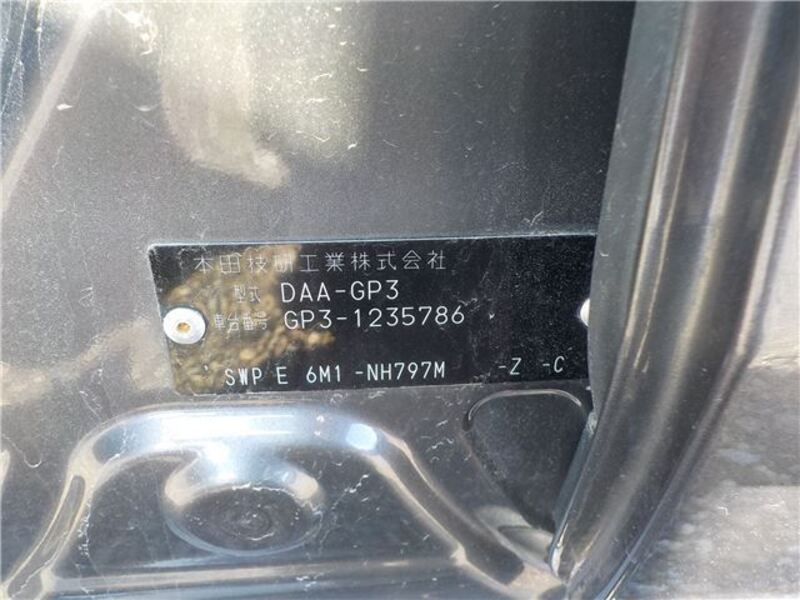 本田技研工業株式会社
型式 DAA-GP3
車台番号 GP3-1235786
SWP E 6M1 -NH797M -Z -C